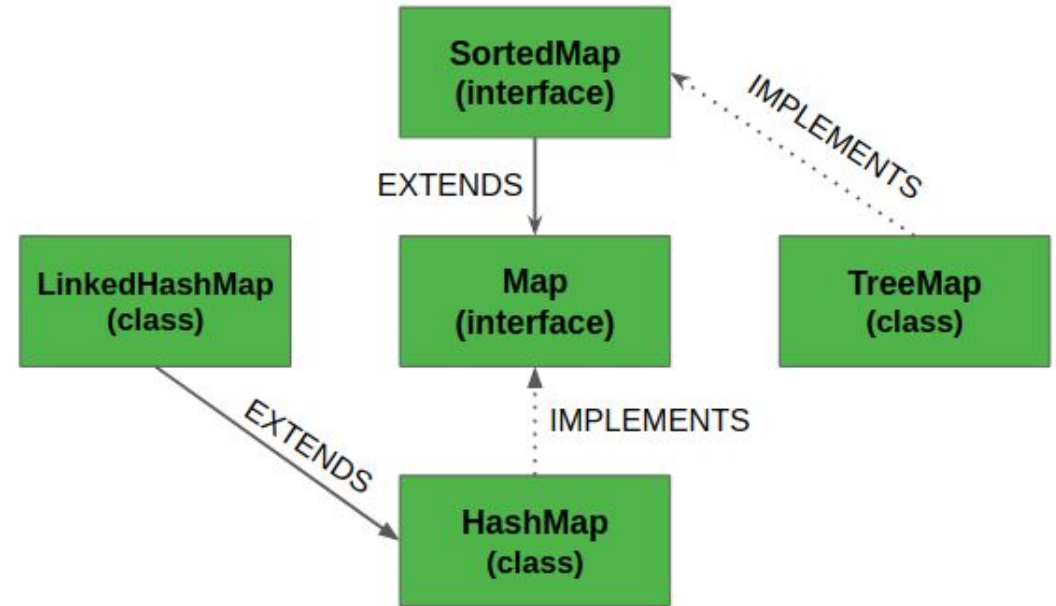 SortedMap
(interface)
IMPLEMENTS
EXTENDS
LinkedHashMap
(class)
Map
(interface)
TreeMap
(class)
EXTENDS
IMPLEMENTS
HashMap
(class)